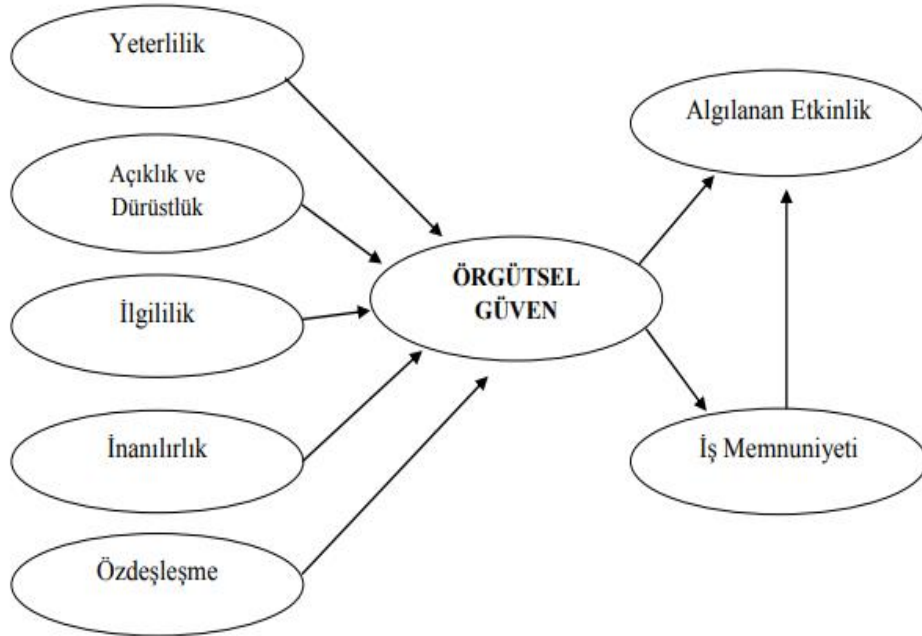 Yeterlilik
Açıklık ve
Dürüstlük
İlgililik
İnanılırlık
Özdeşleşme
ÖRGÜTSEL
GÜVEN
Algılanan Etkinlik
İş Memnuniyeti